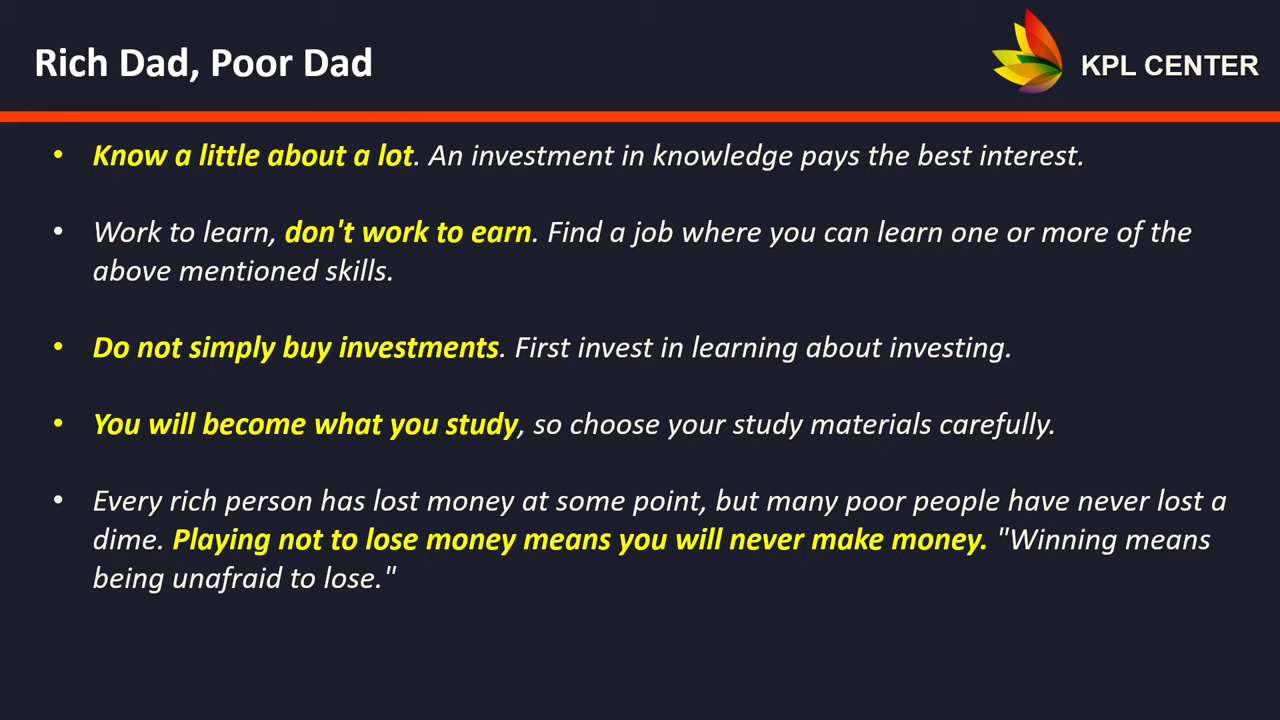 Rich Dad, Poor Dad
KPL CENTER
• Know a little about a lot. An investment in knowledge pays the best interest.
• Work to learn, don't work to earn. Find a job where you can learn one or more of the
above mentioned skills.
• Do not simply buy investments. First invest in learning about investing.
• You will become what you study, so choose your study materials carefully.
• Every rich person has lost money at some point, but many poor people have never lost a
dime. Playing not to lose money means you will never make money. "Winning means
being unafraid to lose."